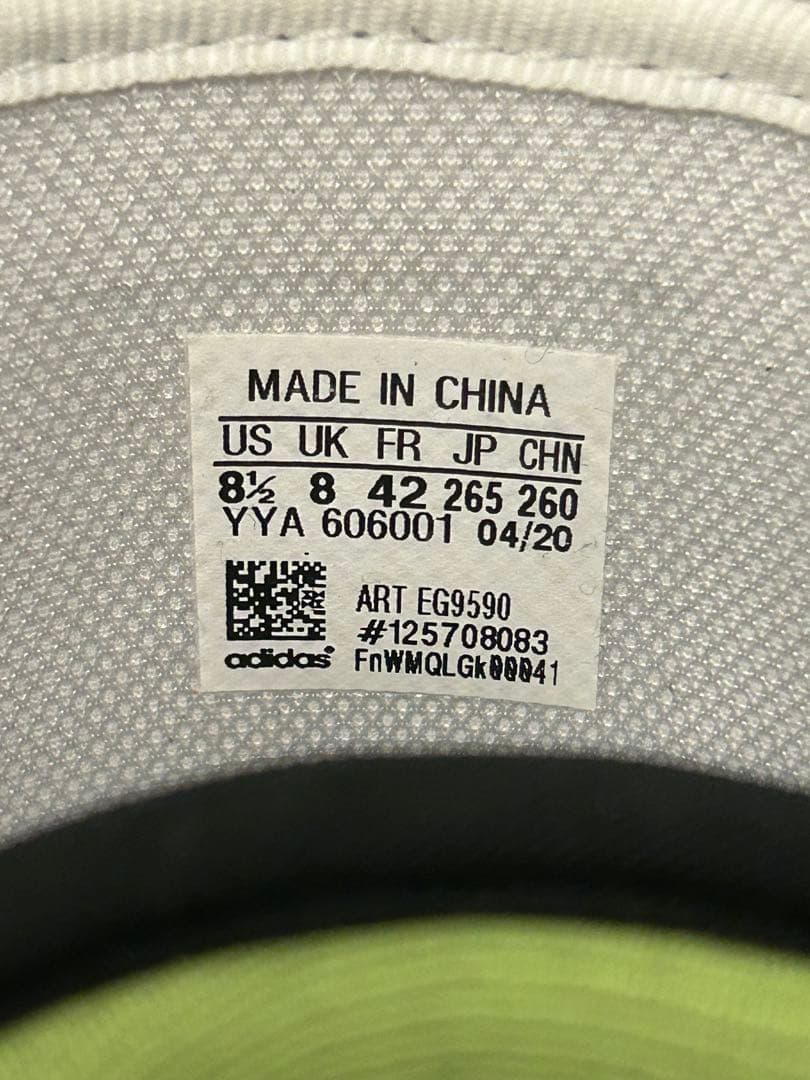 MADE IN CHINA
US UK FR JP CHN
8½ 8 42 265 260
YYA 606001 04/20
ART EG9590
#125708083
adidas FnWMQLGk00041